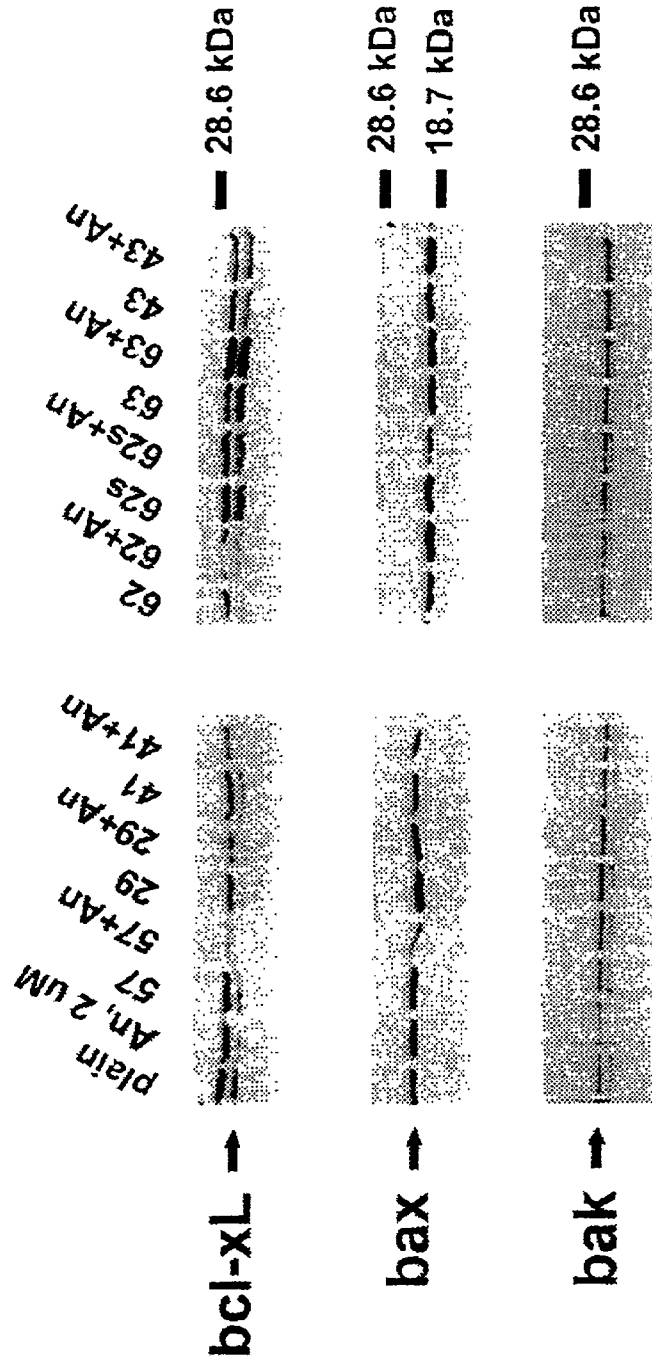 plain
An, 2 uM
57
57+An
29
29+An
41
41+An
62
62+An
62s
62s+An
63
63+An
43
43+An
bcl-xL
28.6 kDa
bax
28.6 kDa
18.7 kDa
bak
28.6 kDa